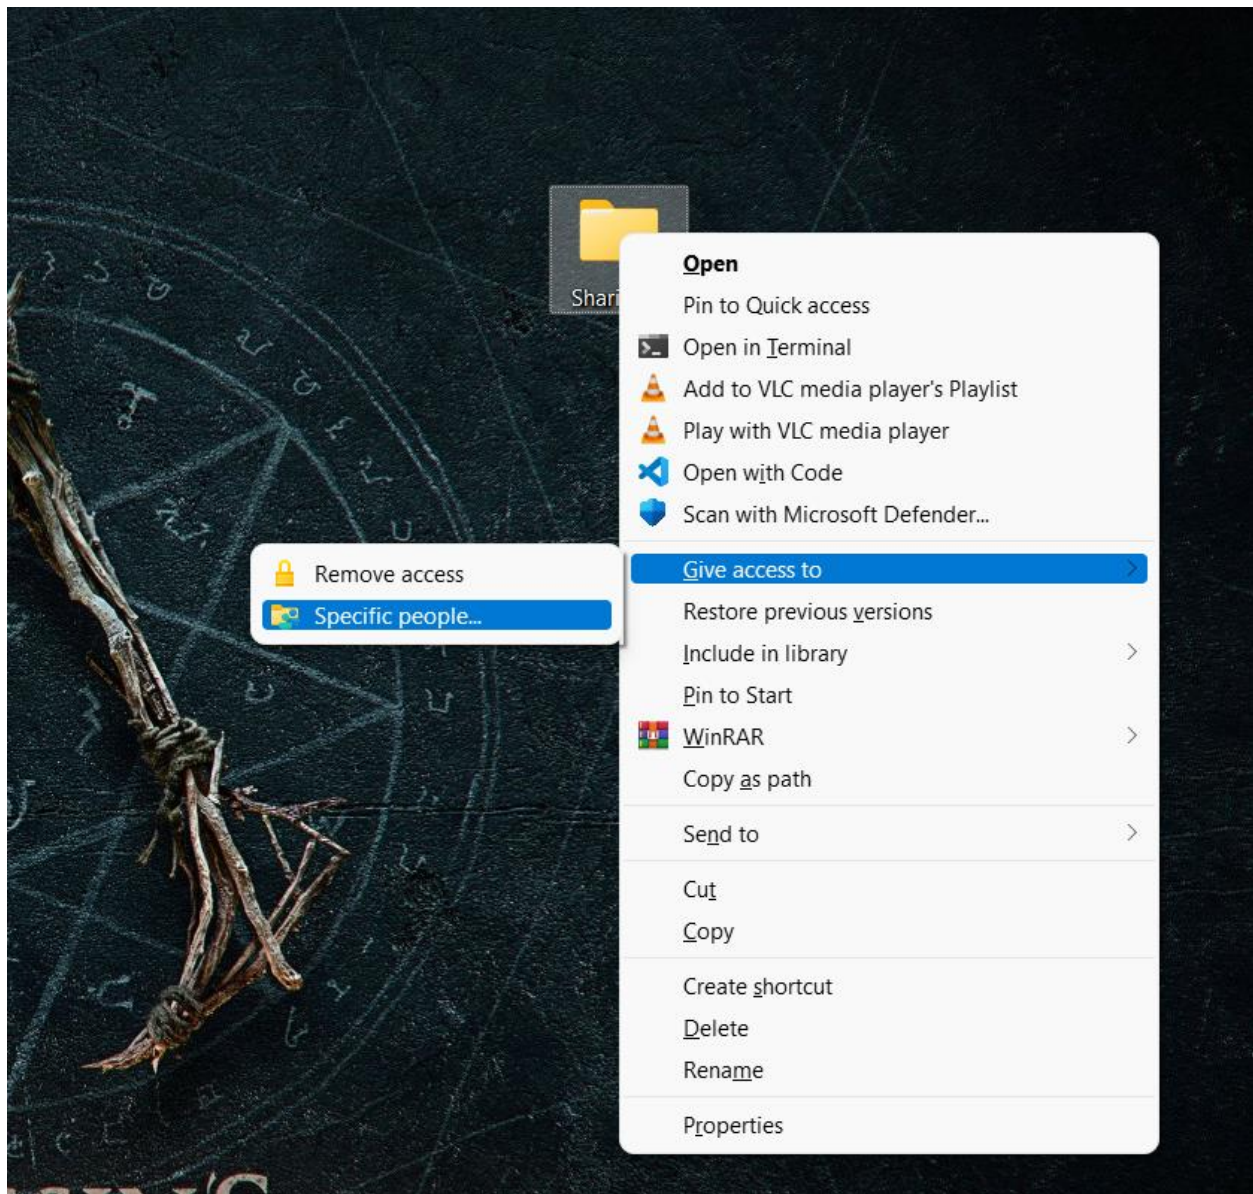 Shari
Open
Pin to Quick access
Open in Terminal
Add to VLC media player's Playlist
Play with VLC media player
Open with Code
Scan with Microsoft Defender...
Give access to
Remove access
Specific people...
Restore previous versions
Include in library
Pin to Start
WinRAR
Copy as path
Send to
Cut
Copy
Create shortcut
Delete
Rename
Properties